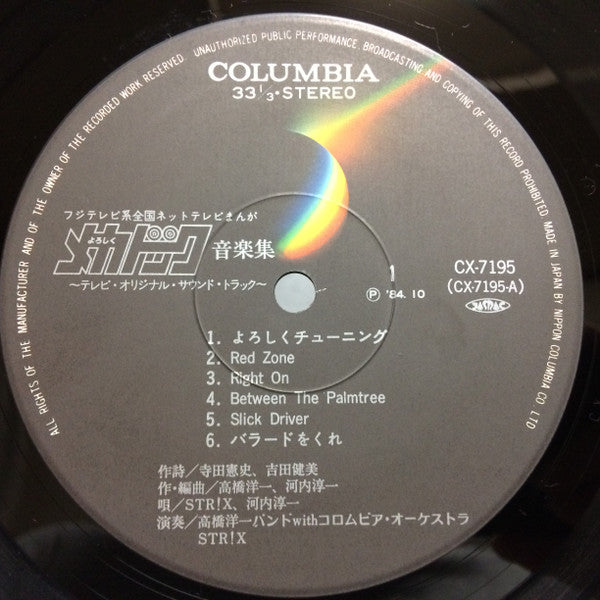 ALL RIGHTS OF THE MANUFACTURER AND OF THE OWNER OF THE RECORDED WORK RESERVED. UNAUTHORIZED PUBLIC PERFORMANCE, BROADCASTING AND COPYING OF THIS RECORD PROHIBITED. MADE IN JAPAN BY NIPPON COLUMBIA CO. LTD
COLUMBIA
33 1/3・STEREO
フジテレビ系全国ネットテレビまんが
よろしく
メカドック 音楽集
〜テレビ・オリジナル・サウンド・トラック〜
1
Ⓟ '84.10
CX-7195
(CX-7195-A)
JASRAC
1. よろしくチューニング
2. Red Zone
3. Right On
4. Between The Palmtree
5. Slick Driver
6. バラードをくれ
作詩／寺田憲史、吉田健美
作・編曲／高橋洋一、河内淳一
唄／STR!X、河内淳一
演奏／高橋洋一バンドwithコロムビア・オーケストラ
STR!X